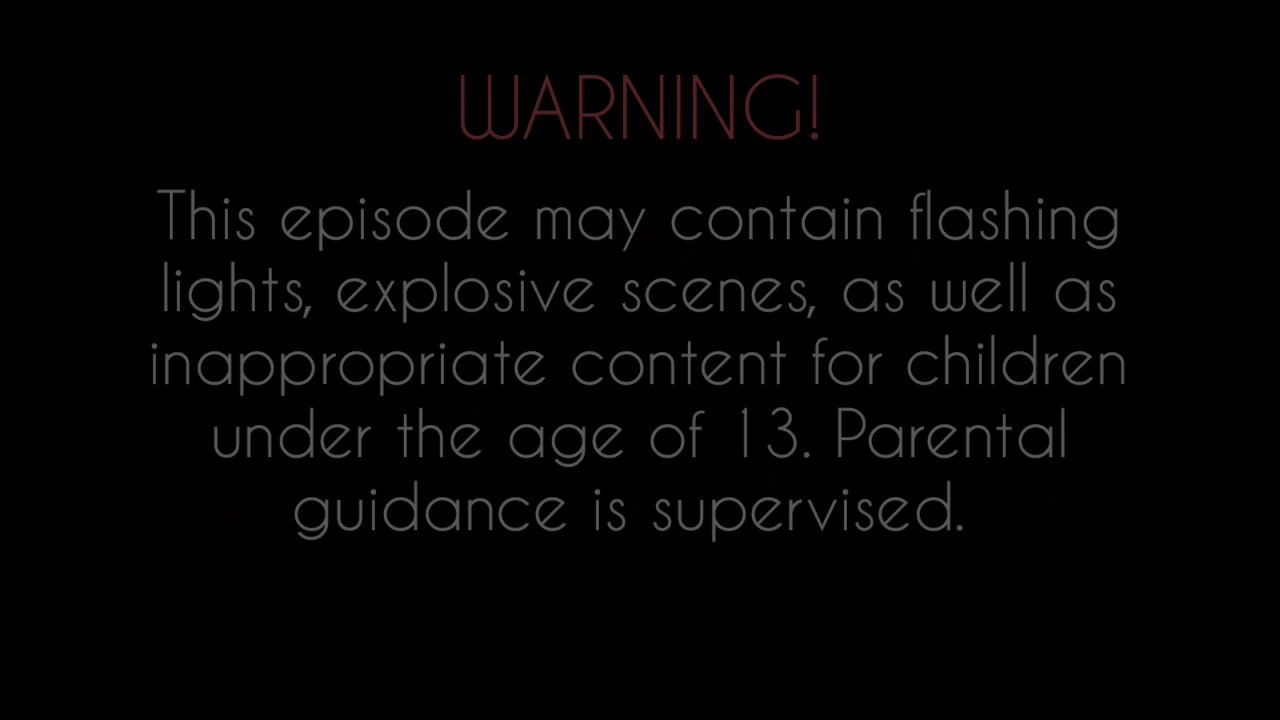 WARNING!
This episode may contain flashing
lights, explosive scenes, as well as
inappropriate content for children
under the age of 13. Parental
guidance is supervised.